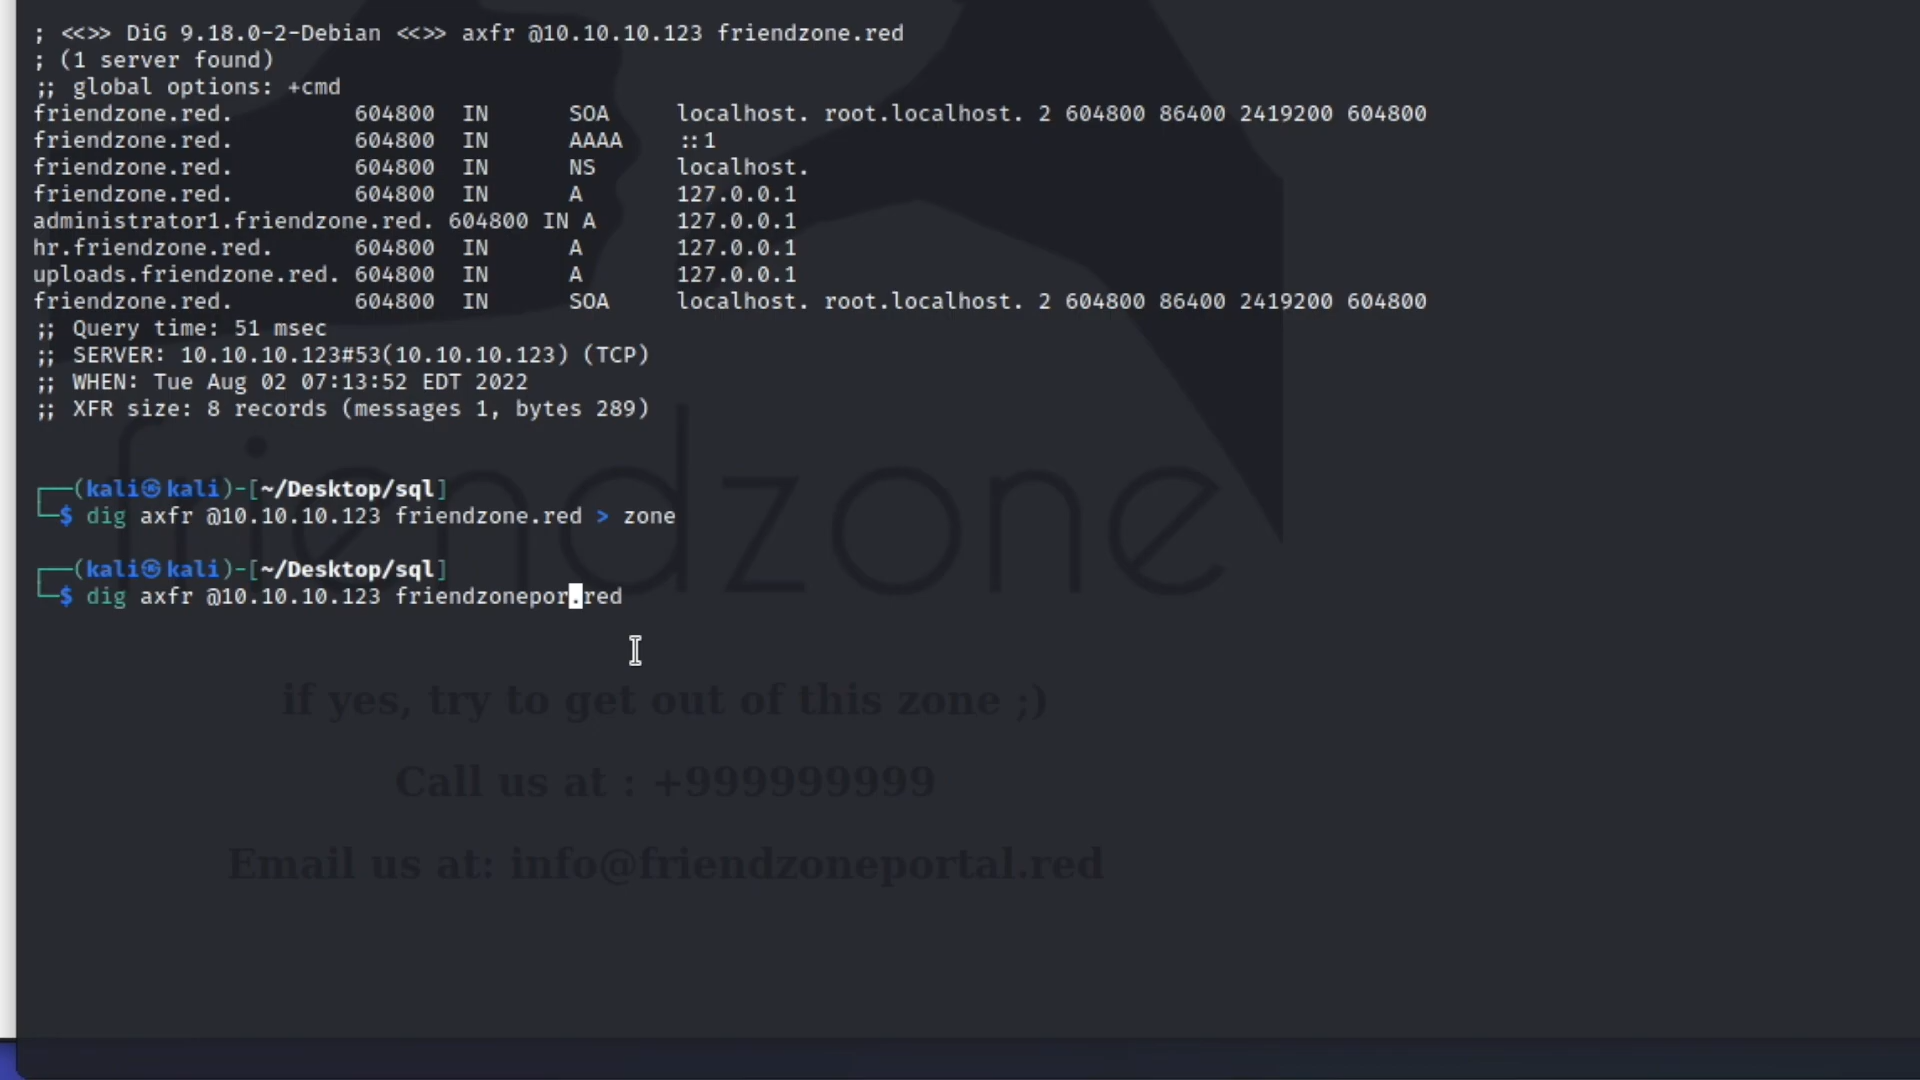 ; <<>> DiG 9.18.0-2-Debian <<>> axfr @10.10.10.123 friendzone.red
; (1 server found)
;; global options: +cmd
friendzone.red. 604800 IN SOA localhost. root.localhost. 2 604800 86400 2419200 604800
friendzone.red. 604800 IN AAAA ::1
friendzone.red. 604800 IN NS localhost.
friendzone.red. 604800 IN A 127.0.0.1
administrator1.friendzone.red. 604800 IN A 127.0.0.1
hr.friendzone.red. 604800 IN A 127.0.0.1
uploads.friendzone.red. 604800 IN A 127.0.0.1
friendzone.red. 604800 IN SOA localhost. root.localhost. 2 604800 86400 2419200 604800
;; Query time: 51 msec
;; SERVER: 10.10.10.123#53(10.10.10.123) (TCP)
;; WHEN: Tue Aug 02 07:13:52 EDT 2022
;; XFR size: 8 records (messages 1, bytes 289)
┌──(kali㉿kali)-[~/Desktop/sql]
└─$ dig axfr @10.10.10.123 friendzone.red > zone
┌──(kali㉿kali)-[~/Desktop/sql]
└─$ dig axfr @10.10.10.123 friendzonepor.red
friendzone
if yes, try to get out of this zone ;)
Call us at : +999999999
Email us at: info@friendzoneportal.red